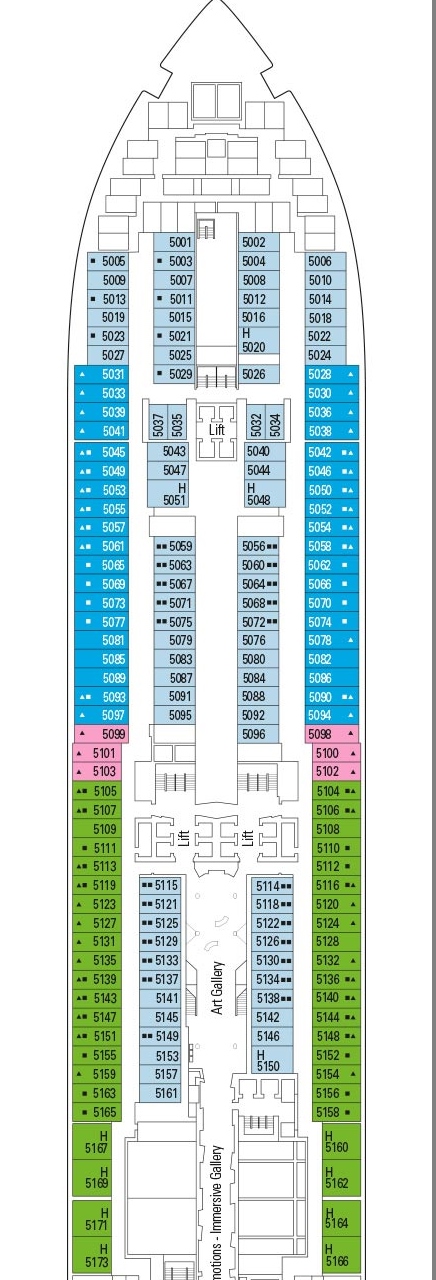 5001 5002
5005 5003 5004 5006
5009 5007 5008 5010
5013 5011 5012 5014
5019 5015 5016 5018
5023 5021 H 5022
5027 5025 5020 5024
5031 5029 5026 5028
5033 5030
5039 5037 5035 5032 5034 5036
5041 Lift 5038
5045 5043 5040 5042
5049 5047 5044 5046
5053 H H 5050
5055 5051 5048 5052
5057 5054
5061 5059 5056 5058
5065 5063 5060 5062
5069 5067 5064 5066
5073 5071 5068 5070
5077 5075 5072 5074
5081 5079 5076 5078
5085 5083 5080 5082
5089 5087 5084 5086
5093 5091 5088 5090
5097 5095 5092 5094
5099 5096 5098
5101 5100
5103 5102
5105 5104
5107 5106
5109 Lift Lift 5108
5111 5110
5113 5112
5119 5115 5114 5116
5123 5121 5118 5120
5127 5125 5122 5124
5131 5129 5126 5128
5135 5133 5130 5132
5139 5137 5134 5136
5143 5141 5138 5140
Art Gallery
5147 5145 5142 5144
5151 5149 5146 5148
5155 5153 H 5152
5159 5157 5150 5154
5163 5161 5156
5165 5158
H H
5167 5160
H H
5169 5162
H H
5171 5164
H H
5173 5166
motions - Immersive Gallery